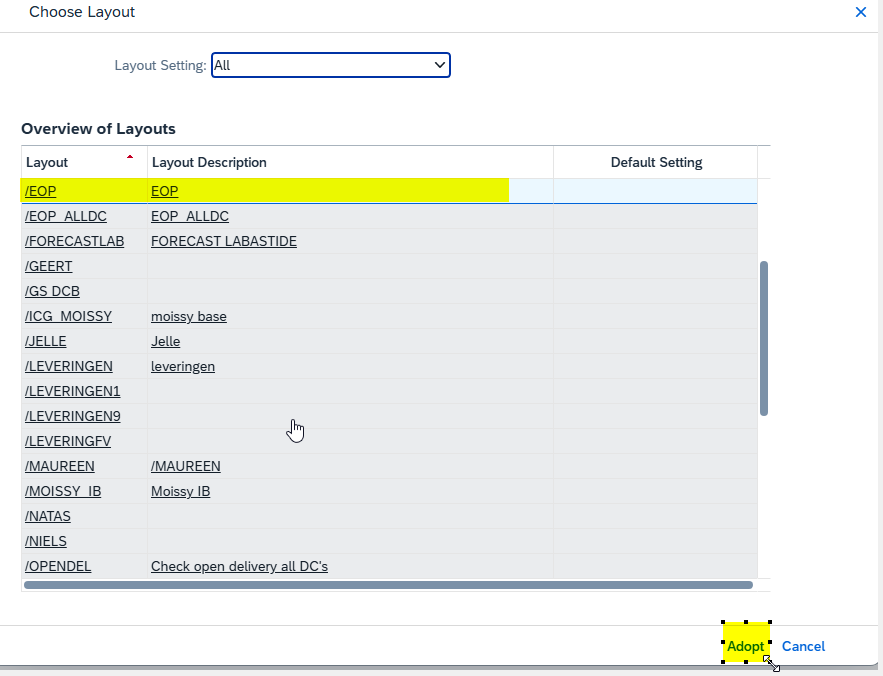 Choose Layout
Layout Setting: All
Overview of Layouts
Layout Layout Description Default Setting
/EOP EOP
/EOP_ALLDC EOP_ALLDC
/FORECASTLAB FORECAST LABASTIDE
/GEERT
/GS DCB
/ICG_MOISSY moissy base
/JELLE Jelle
/LEVERINGEN leveringen
/LEVERINGEN1
/LEVERINGEN9
/LEVERINGFV
/MAUREEN /MAUREEN
/MOISSY_IB Moissy IB
/NATAS
/NIELS
/OPENDEL Check open delivery all DC's
Adopt Cancel